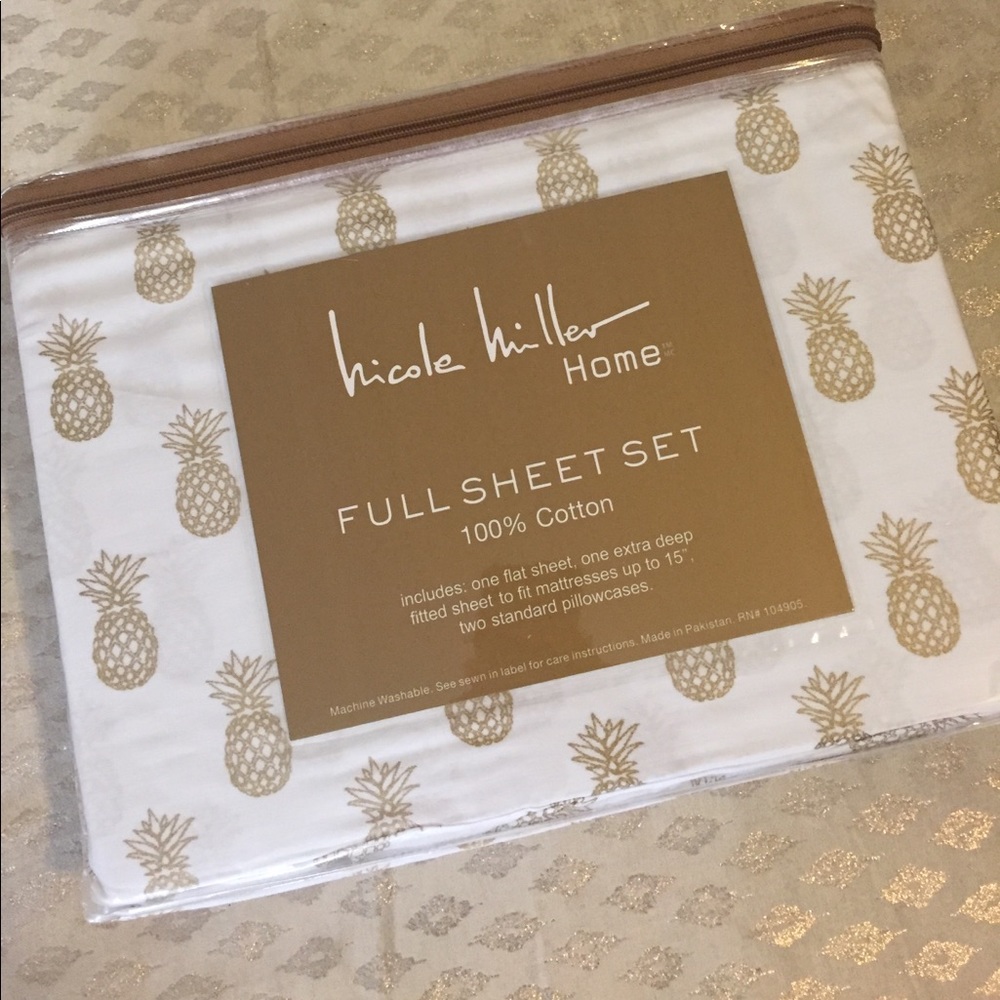 Nicole Miller
Home™
FULL SHEET SET
100% Cotton
includes: one flat sheet, one extra deep
fitted sheet to fit mattresses up to 15",
two standard pillowcases.
Machine Washable. See sewn in label for care instructions. Made in Pakistan. RN# 104905.